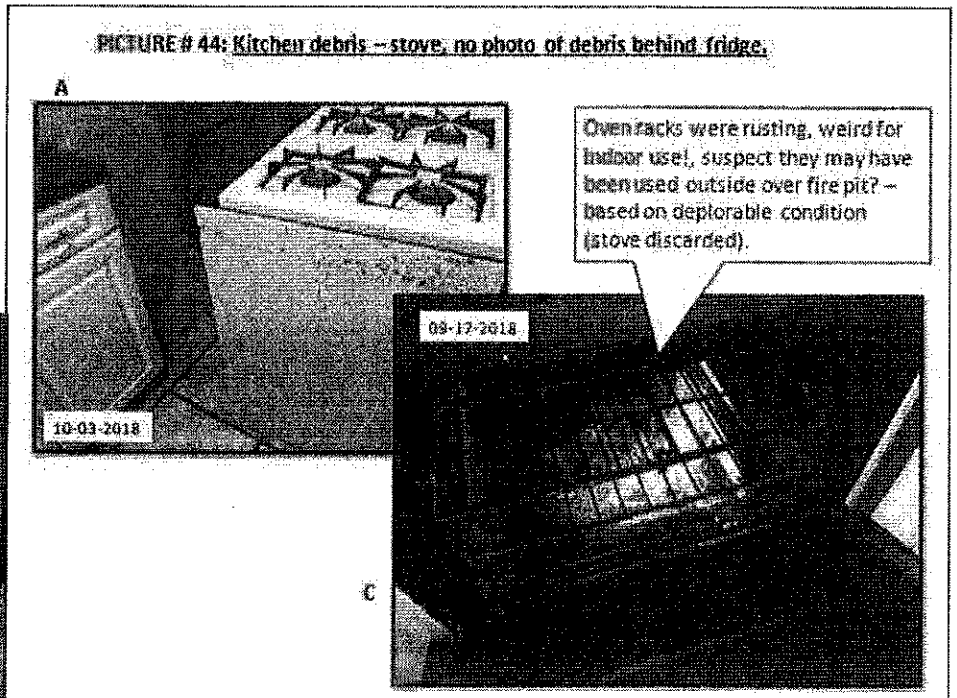 PICTURE # 44: Kitchen debris – stove, no photo of debris behind fridge.
A
Oven racks were rusting, weird for
indoor use!, suspect they may have
been used outside over fire pit? –
based on deplorable condition
(stove discarded).
09-17-2018
10-03-2018
C